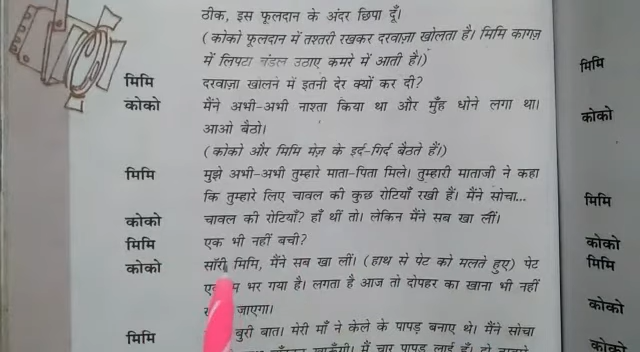 ठीक, इस फूलदान के अंदर छिपा दूँ।
(कोको फूलदान में तश्तरी रखकर दरवाज़ा खोलता है। मिमि कागज़
में लिपटा बंडल उठाए कमरे में आती है।)
मिमि दरवाज़ा खोलने में इतनी देर क्यों कर दी?
कोको मैंने अभी-अभी नाश्ता किया था और मुँह धोने लगा था।
आओ बैठो।
(कोको और मिमि मेज़ के इर्द-गिर्द बैठते हैं।)
मिमि मुझे अभी-अभी तुम्हारे माता-पिता मिले। तुम्हारी माताजी ने कहा
कि तुम्हारे लिए चावल की कुछ रोटियाँ रखी हैं। मैंने सोचा...
कोको चावल की रोटियाँ? हाँ थीं तो। लेकिन मैंने सब खा लीं।
मिमि एक भी नहीं बची?
कोको सॉरी मिमि, मैंने सब खा लीं। (हाथ से पेट को मलते हुए) पेट
भर गया है। लगता है आज तो दोपहर का खाना भी नहीं
जाएगा।
मिमि बुरी बात। मेरी माँ ने केले के पापड़ बनाए थे। मैंने सोचा
मैं चार पापड़ लाई हूँ।
मिमि
कोको
मिमि
कोको
मिमि
कोको
कोको